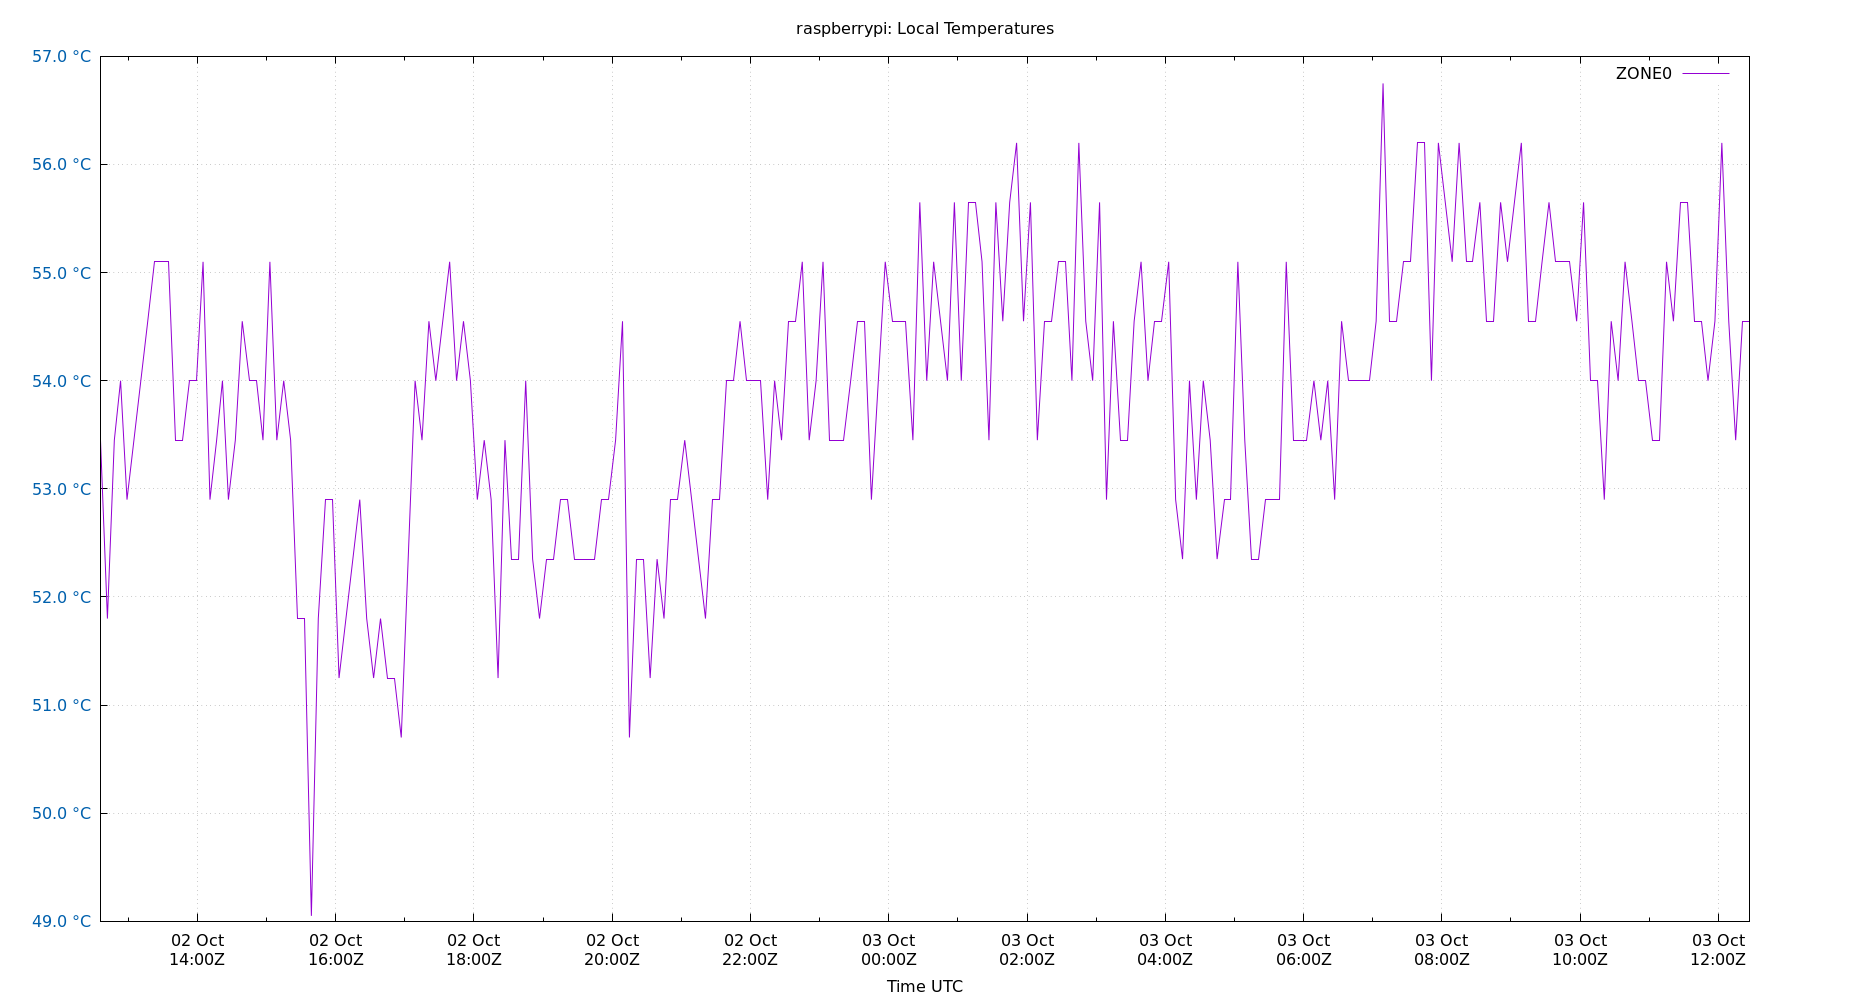 raspberrypi: Local Temperatures
57.0 °C
56.0 °C
55.0 °C
54.0 °C
53.0 °C
52.0 °C
51.0 °C
50.0 °C
49.0 °C
ZONE0
02 Oct 02 Oct 02 Oct 02 Oct 02 Oct 03 Oct 03 Oct 03 Oct 03 Oct 03 Oct 03 Oct 03 Oct
14:00Z 16:00Z 18:00Z 20:00Z 22:00Z 00:00Z 02:00Z 04:00Z 06:00Z 08:00Z 10:00Z 12:00Z
Time UTC